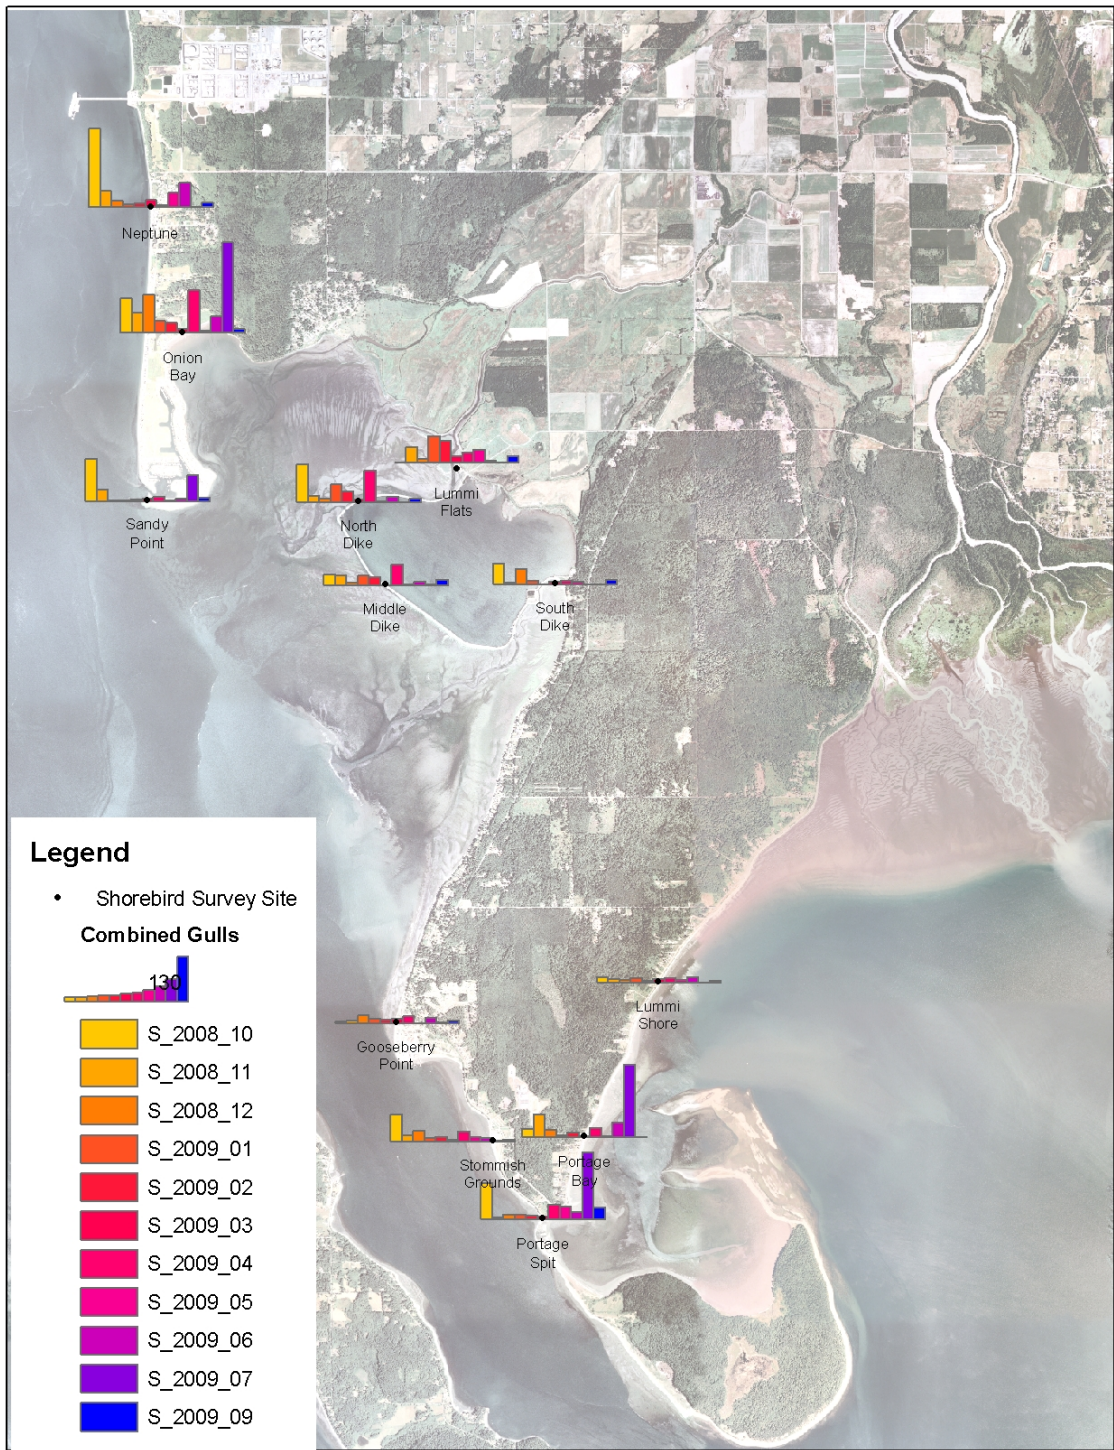 Neptune
Onion
Bay
Sandy
Point
North
Dike
Lummi
Flats
Middle
Dike
South
Dike
Lummi
Shore
Gooseberry
Point
Stommish
Grounds
Portage
Bay
Portage
Spit
Legend
Shorebird Survey Site
Combined Gulls
130
S_2008_10
S_2008_11
S_2008_12
S_2009_01
S_2009_02
S_2009_03
S_2009_04
S_2009_05
S_2009_06
S_2009_07
S_2009_09